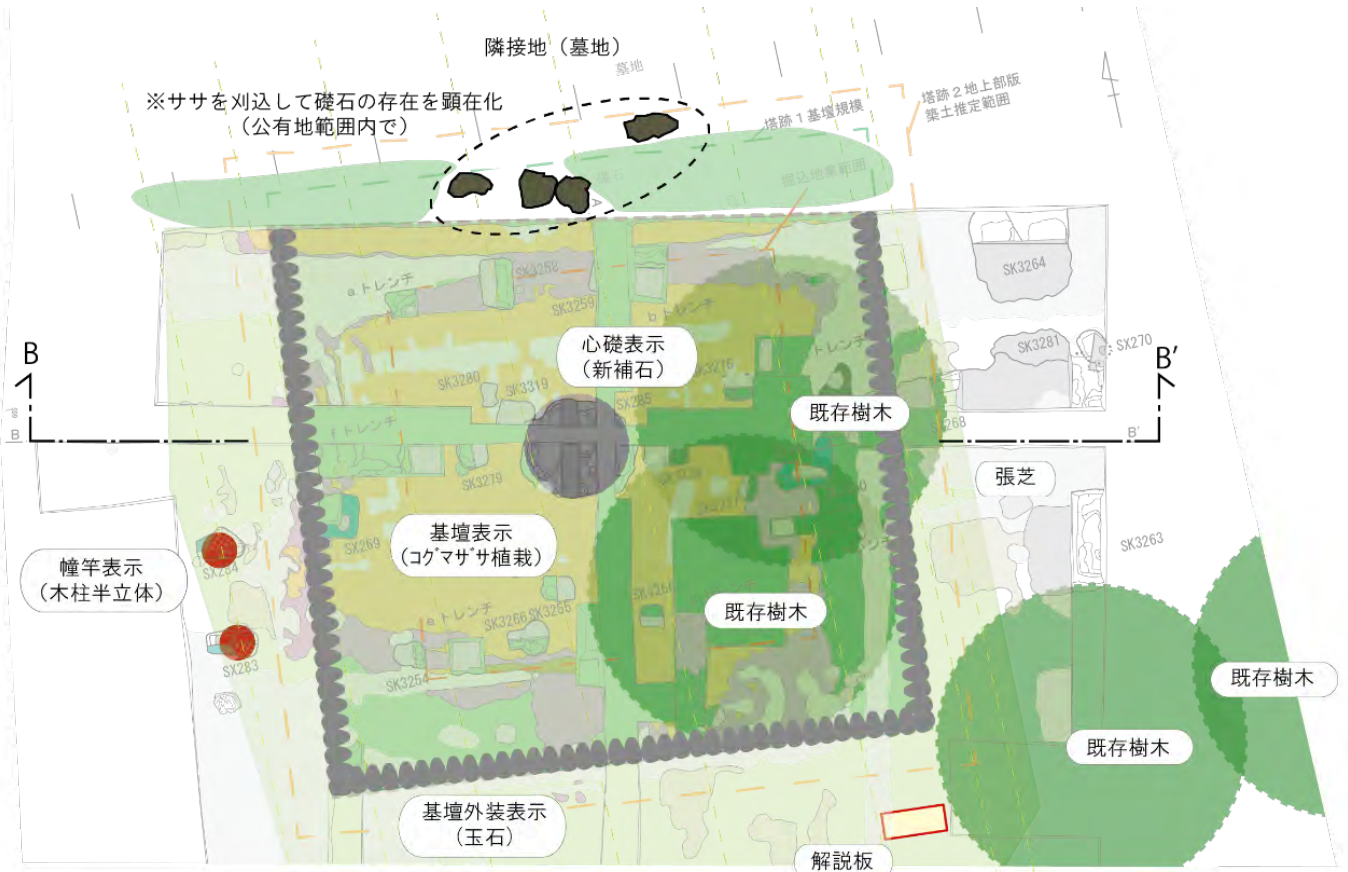 隣接地（墓地）
墓地
※ササを刈込して礎石の存在を顕在化
（公有地範囲内で）
塔跡２地上部版
築土推定範囲
塔跡１基壇規模
掘込地業範囲
A
SK3264
SK3258
aトレンチ
SK3259
bトレンチ
心礎表示
（新補石）
トレンチ
SK3281
SX270
B
B'
SK3280
SK3319
SX285
既存樹木
SX268
B
fトレンチ
B'
SK3279
張芝
基壇表示
（コグマザサ植栽）
SX269
SK3263
幢竿表示
（木柱半立体）
SX284
既存樹木
eトレンチ
SK3266
SK3265
SX283
SK3254
既存樹木
既存樹木
基壇外装表示
（玉石）
解説板